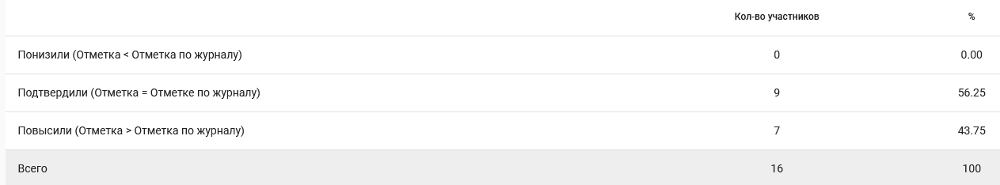 Кол-во участников %
Понизили (Отметка < Отметка по журналу) 0 0.00
Подтвердили (Отметка = Отметке по журналу) 9 56.25
Повысили (Отметка > Отметка по журналу) 7 43.75
Всего 16 100